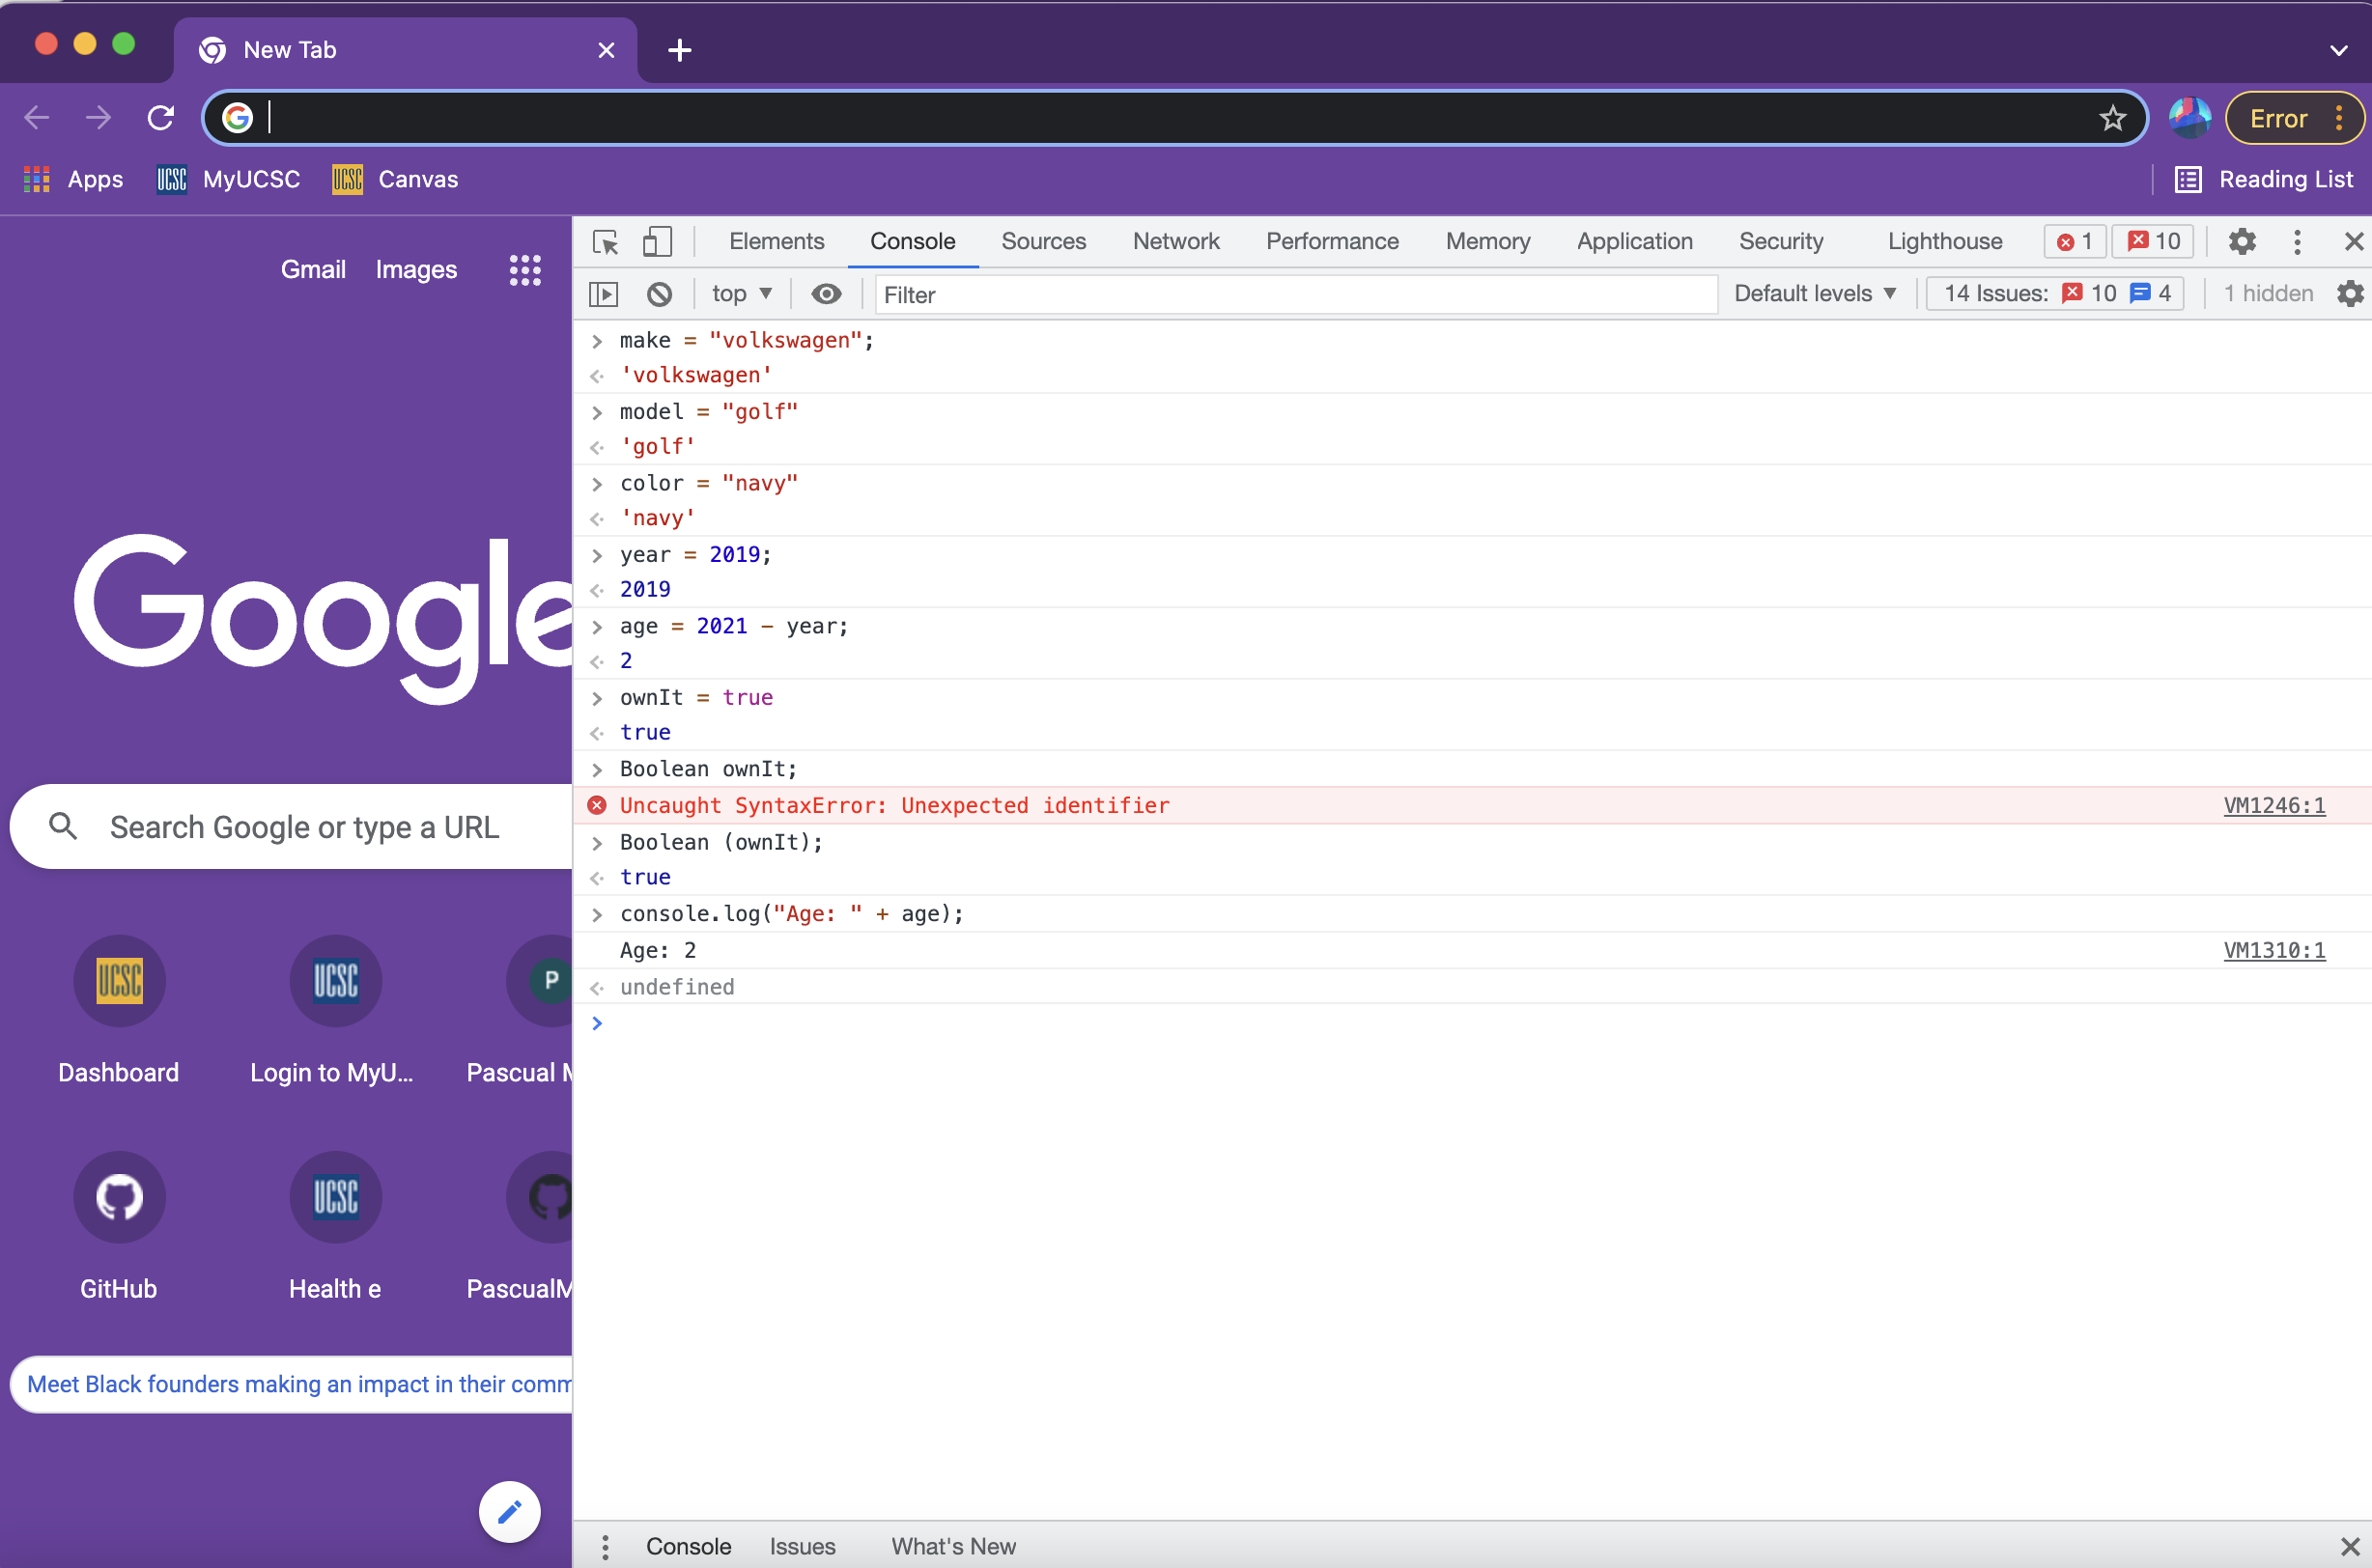 New Tab
Error
Apps MyUCSC Canvas Reading List
Gmail Images
Google
Search Google or type a URL
UCSC UCSC P
Dashboard Login to MyU... Pascual M
UCSC
GitHub Health e PascualM
Meet Black founders making an impact in their comm
Elements Console Sources Network Performance Memory Application Security Lighthouse 1 10
top Filter Default levels 14 Issues: 10 4 1 hidden
make = "volkswagen";
'volkswagen'
model = "golf"
'golf'
color = "navy"
'navy'
year = 2019;
2019
age = 2021 - year;
2
ownIt = true
true
Boolean ownIt;
Uncaught SyntaxError: Unexpected identifier VM1246:1
Boolean (ownIt);
true
console.log("Age: " + age);
Age: 2 VM1310:1
undefined
Console Issues What's New